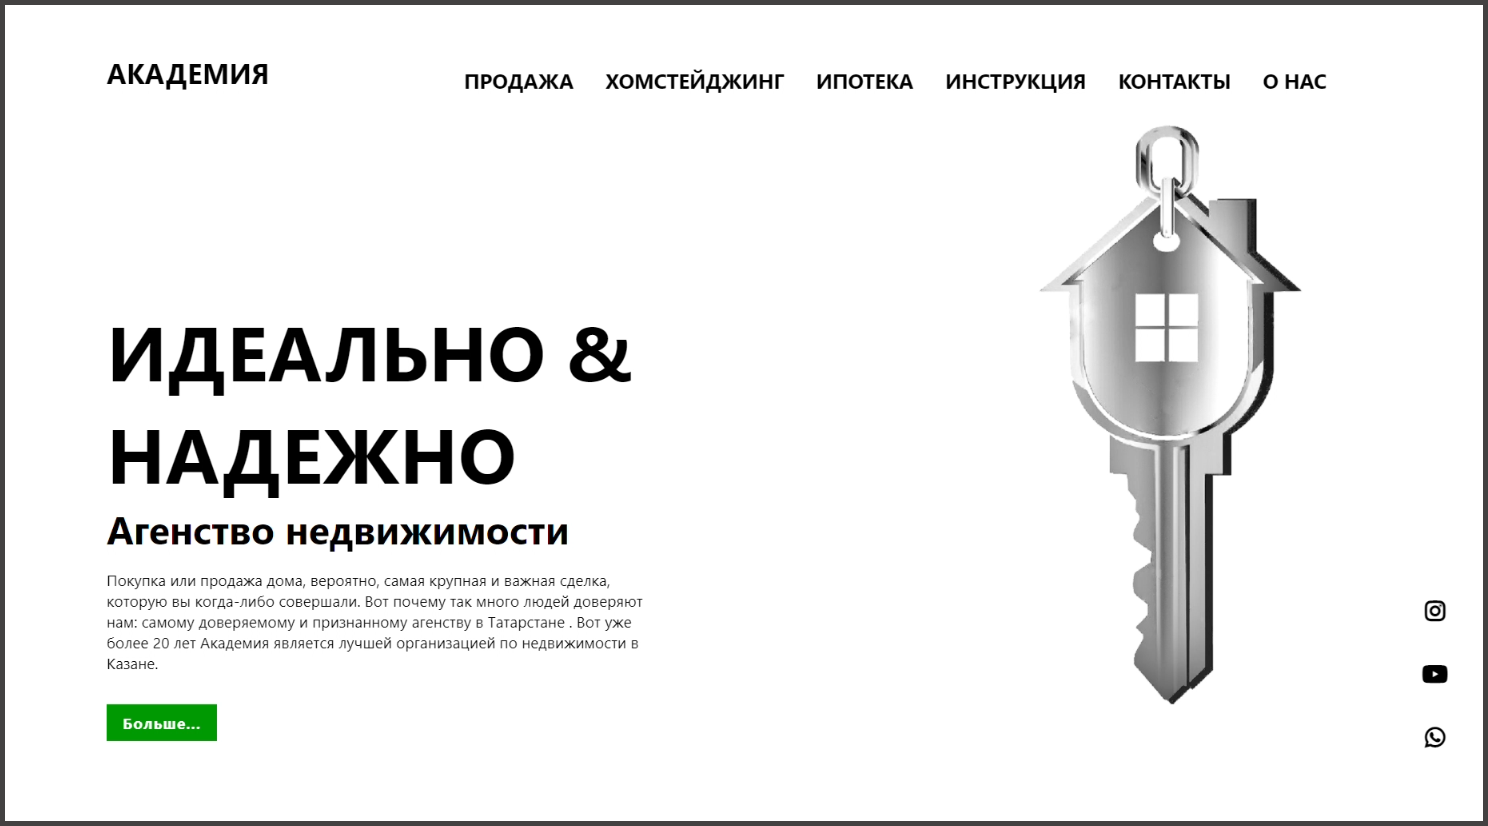 АКАДЕМИЯ
ПРОДАЖА ХОМСТЕЙДЖИНГ ИПОТЕКА ИНСТРУКЦИЯ КОНТАКТЫ О НАС
ИДЕАЛЬНО &
НАДЕЖНО
Агенство недвижимости
Покупка или продажа дома, вероятно, самая крупная и важная сделка,
которую вы когда-либо совершали. Вот почему так много людей доверяют
нам: самому доверяемому и признанному агенству в Татарстане . Вот уже
более 20 лет Академия является лучшей организацией по недвижимости в
Казане.
Больше...